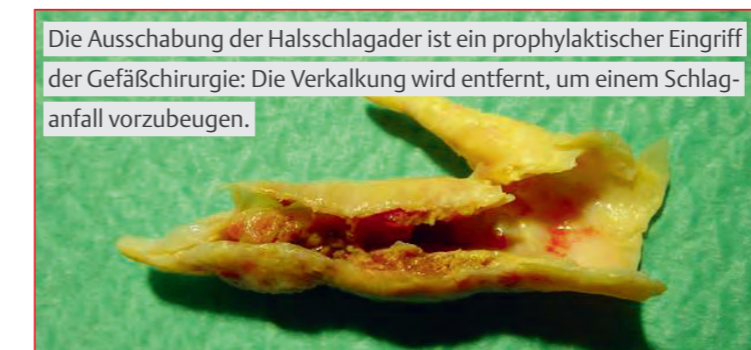 Die Ausschabung der Halsschlagader ist ein prophylaktischer Eingriff
der Gefäßchirurgie: Die Verkalkung wird entfernt, um einem Schlag-
anfall vorzubeugen.